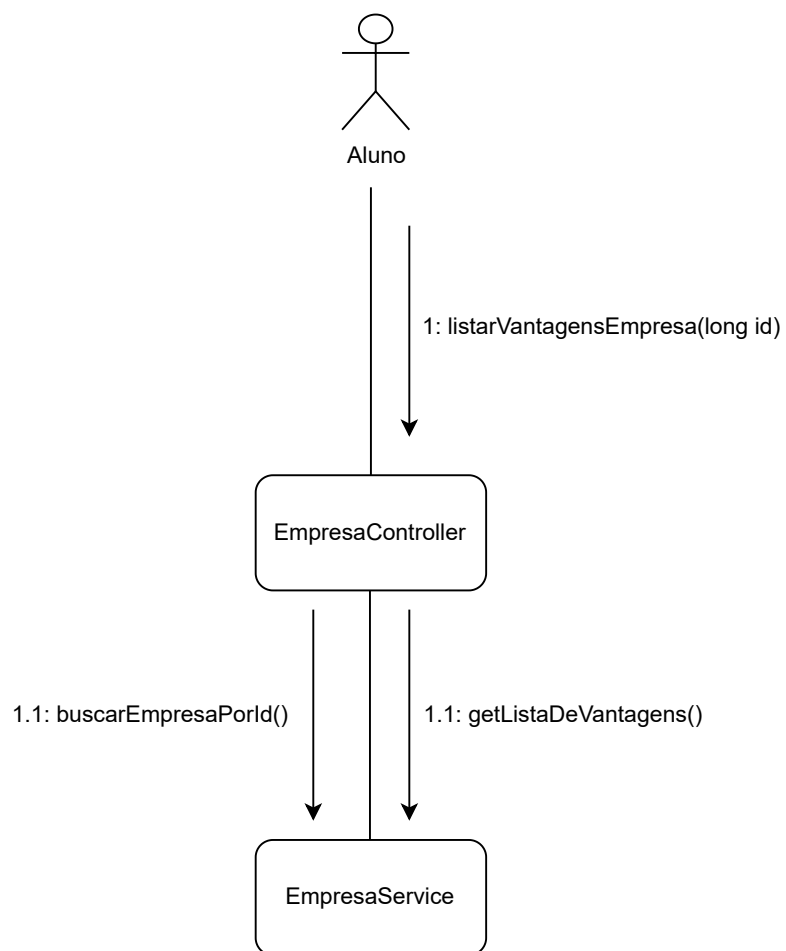 Aluno
1: listarVantagensEmpresa(long id)
EmpresaController
1.1: buscarEmpresaPorId()
1.1: getListaDeVantagens()
EmpresaService